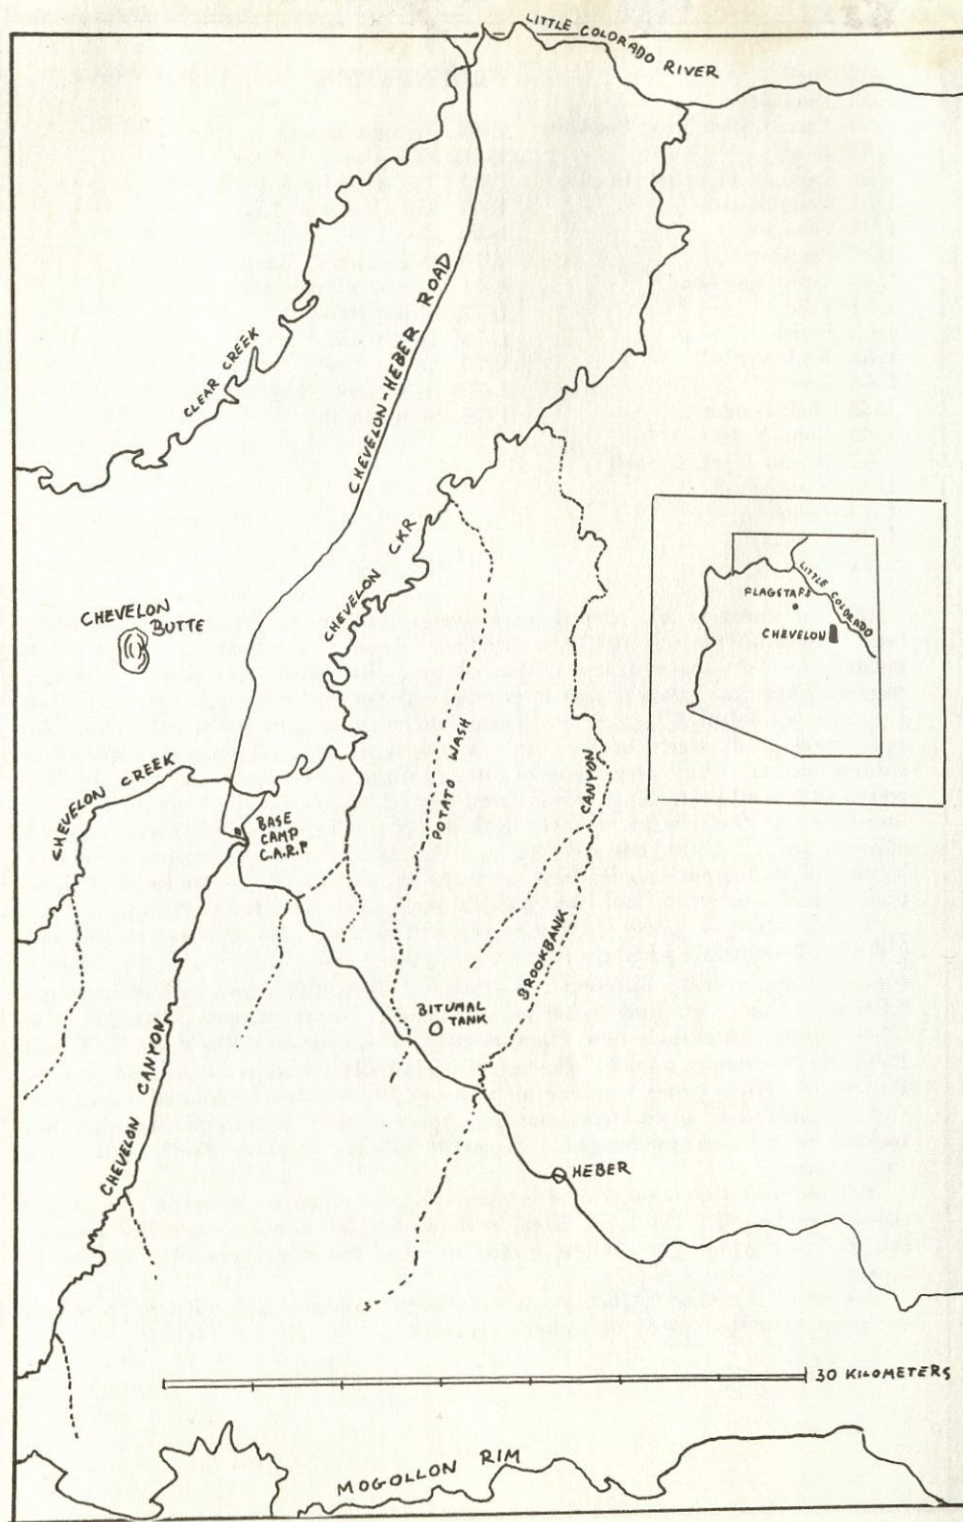 LITTLE COLORADO RIVER
CLEAR CREEK
CHEVELON-HEBER ROAD
CHEVELON CKR
CHEVELON
BUTTE
FLAGSTAFF
LITTLE COLORADO
CHEVELON
CHEVELON CREEK
POTATO WASH
BASE
CAMP
C.A.R.P
CANYON
BROOKBANK
BITUMAL
TANK
CHEVELON CANYON
HEBER
30 KILOMETERS
MOGOLLON RIM